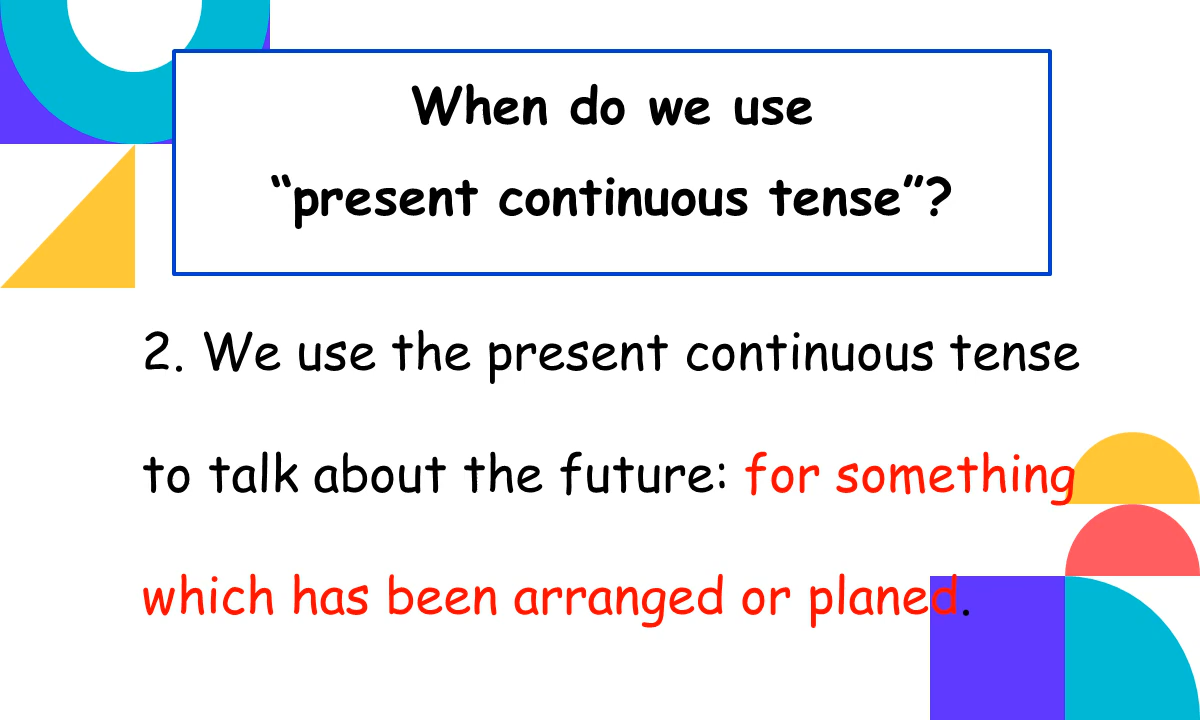 When do we use
“present continuous tense”?
2. We use the present continuous tense
to talk about the future: for something
which has been arranged or planed.